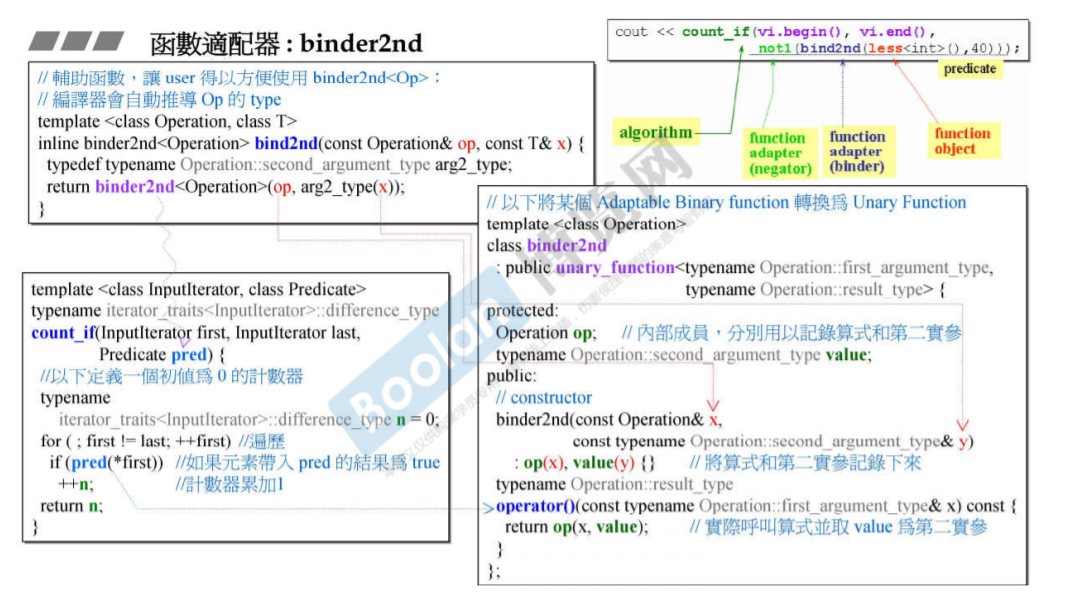 函數適配器 : binder2nd
cout << count_if(vi.begin(), vi.end(),
not1(bind2nd(less<int>(),40)));
predicate
algorithm
function
adapter
(negator)
function
adapter
(binder)
function
object
// 輔助函數，讓 user 得以方便使用 binder2nd<Op>；
// 編譯器會自動推導 Op 的 type
template <class Operation, class T>
inline binder2nd<Operation> bind2nd(const Operation& op, const T& x) {
typedef typename Operation::second_argument_type arg2_type;
return binder2nd<Operation>(op, arg2_type(x));
}
template <class InputIterator, class Predicate>
typename iterator_traits<InputIterator>::difference_type
count_if(InputIterator first, InputIterator last,
Predicate pred) {
//以下定義一個初值爲 0 的計數器
typename
iterator_traits<InputIterator>::difference_type n = 0;
for ( ; first != last; ++first) //遍歷
if (pred(*first)) //如果元素帶入 pred 的結果爲 true
++n; //計數器累加1
return n;
}
// 以下將某個 Adaptable Binary function 轉換爲 Unary Function
template <class Operation>
class binder2nd
: public unary_function<typename Operation::first_argument_type,
typename Operation::result_type> {
protected:
Operation op; // 內部成員，分別用以記錄算式和第二實參
typename Operation::second_argument_type value;
public:
// constructor
binder2nd(const Operation& x,
const typename Operation::second_argument_type& y)
: op(x), value(y) {} // 將算式和第二實參記錄下來
typename Operation::result_type
operator()(const typename Operation::first_argument_type& x) const {
return op(x, value); // 實際呼叫算式並取 value 爲第二實參
}
};
Boolan
博览网